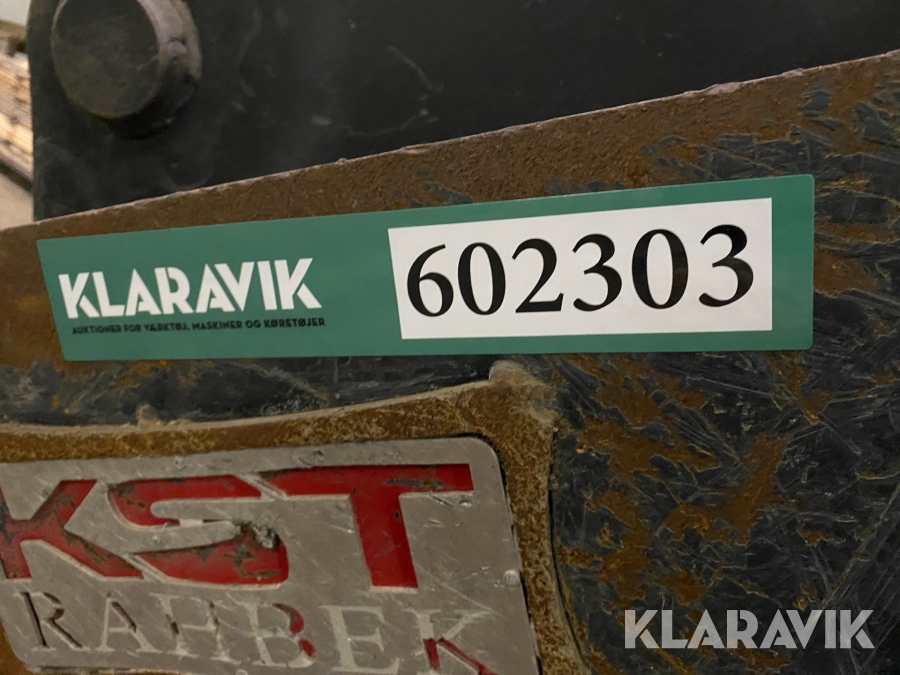 KLARAVIK
AUKTIONER FOR VÆRKTØJ, MASKINER OG KØRETØJER
602303
KST
RAHBEK
KLARAVIK